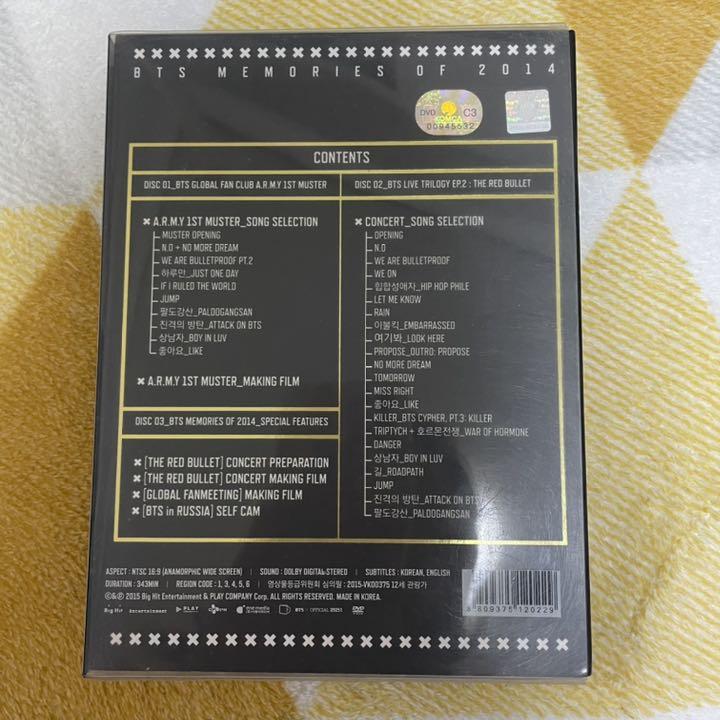 BTS MEMORIES OF 2014
DVD KOMCA C3
00945632
CONTENTS
DISC 01_BTS GLOBAL FAN CLUB A.R.M.Y 1ST MUSTER
A.R.M.Y 1ST MUSTER_SONG SELECTION
MUSTER OPENING
N.O + NO MORE DREAM
WE ARE BULLETPROOF PT.2
하루만_JUST ONE DAY
IF I RULED THE WORLD
JUMP
팔도강산_PALDOGANGSAN
진격의 방탄_ATTACK ON BTS
상남자_BOY IN LUV
좋아요_LIKE
A.R.M.Y 1ST MUSTER_MAKING FILM
DISC 03_BTS MEMORIES OF 2014_SPECIAL FEATURES
[THE RED BULLET] CONCERT PREPARATION
[THE RED BULLET] CONCERT MAKING FILM
[GLOBAL FANMEETING] MAKING FILM
[BTS in RUSSIA] SELF CAM
DISC 02_BTS LIVE TRILOGY EP.2 : THE RED BULLET
CONCERT_SONG SELECTION
OPENING
N.O
WE ARE BULLETPROOF
WE ON
힙합성애자_HIP HOP PHILE
LET ME KNOW
RAIN
이불킥_EMBARRASSED
여기봐_LOOK HERE
PROPOSE_OUTRO: PROPOSE
NO MORE DREAM
TOMORROW
MISS RIGHT
좋아요_LIKE
KILLER_BTS CYPHER, PT.3: KILLER
TRIPTYCH + 호르몬전쟁_WAR OF HORMONE
DANGER
상남자_BOY IN LUV
길_ROADPATH
JUMP
진격의 방탄_ATTACK ON BTS
팔도강산_PALDOGANGSAN
ASPECT : NTSC 16:9 (ANAMORPHIC WIDE SCREEN) | SOUND : DOLBY DIGITAL-STEREO | SUBTITLES : KOREAN, ENGLISH
DURATION : 343MIN | REGION CODE : 1, 3, 4, 5, 6 | 영상물등급위원회 심의필 : 2015-VK00375 12세 관람가
©&℗ 2015 Big Hit Entertainment & PLAY COMPANY Corp. ALL RIGHTS RESERVED. MADE IN KOREA.
Big Hit Entertainment PLAY CJ E&M one media BTS
8 809375 120229